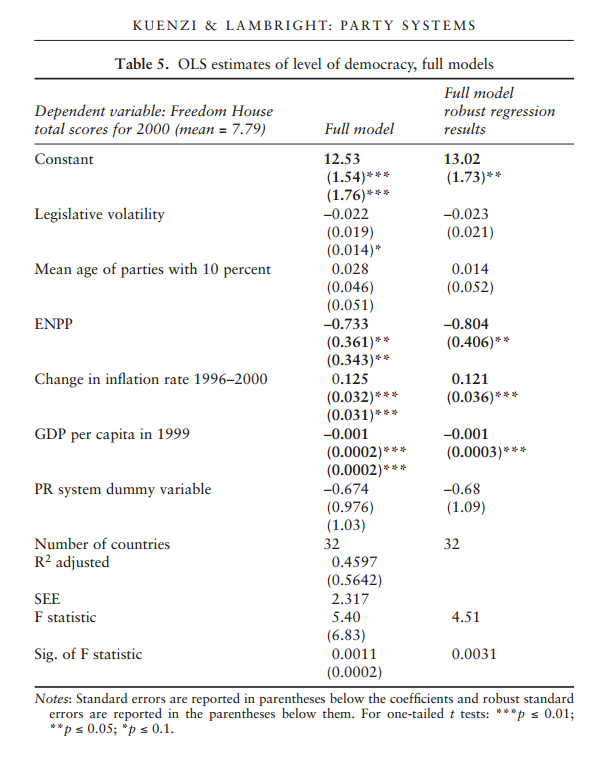 KUENZI & LAMBRIGHT: PARTY SYSTEMS
Table 5. OLS estimates of level of democracy, full models
Full model
Dependent variable: Freedom House robust regression
total scores for 2000 (mean = 7.79) Full model results
Constant 12.53 13.02
(1.54)*** (1.73)**
(1.76)***
Legislative volatility –0.022 –0.023
(0.019) (0.021)
(0.014)*
Mean age of parties with 10 percent 0.028 0.014
(0.046) (0.052)
(0.051)
ENPP –0.733 –0.804
(0.361)** (0.406)**
(0.343)**
Change in inflation rate 1996–2000 0.125 0.121
(0.032)*** (0.036)***
(0.031)***
GDP per capita in 1999 –0.001 –0.001
(0.0002)*** (0.0003)***
(0.0002)***
PR system dummy variable –0.674 –0.68
(0.976) (1.09)
(1.03)
Number of countries 32 32
R² adjusted 0.4597
(0.5642)
SEE 2.317
F statistic 5.40 4.51
(6.83)
Sig. of F statistic 0.0011 0.0031
(0.0002)
Notes: Standard errors are reported in parentheses below the coefficients and robust standard
errors are reported in the parentheses below them. For one-tailed t tests: ***p ≤ 0.01;
**p ≤ 0.05; *p ≤ 0.1.